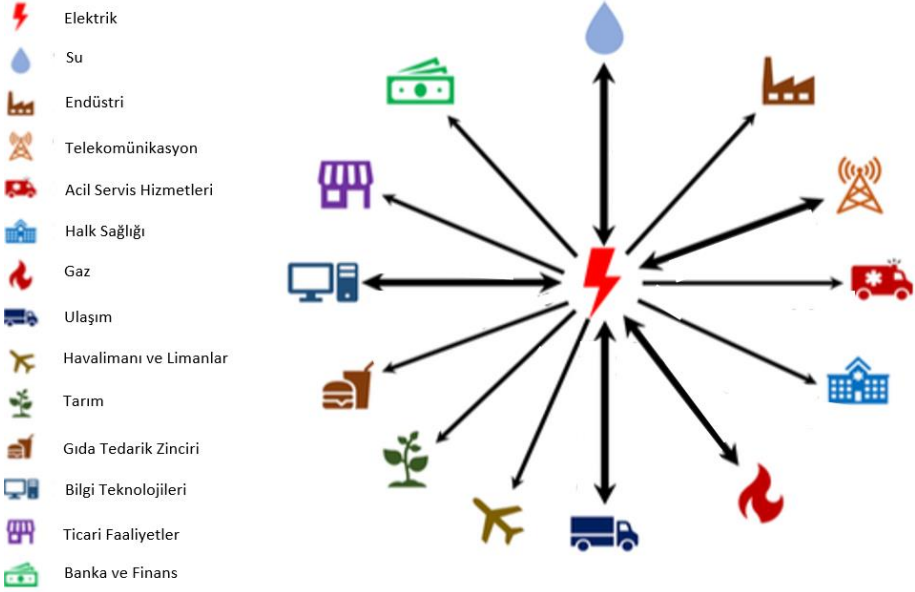 Elektrik
Su
Endüstri
Telekomünikasyon
Acil Servis Hizmetleri
Halk Sağlığı
Gaz
Ulaşım
Havalimanı ve Limanlar
Tarım
Gıda Tedarik Zinciri
Bilgi Teknolojileri
Ticari Faaliyetler
Banka ve Finans